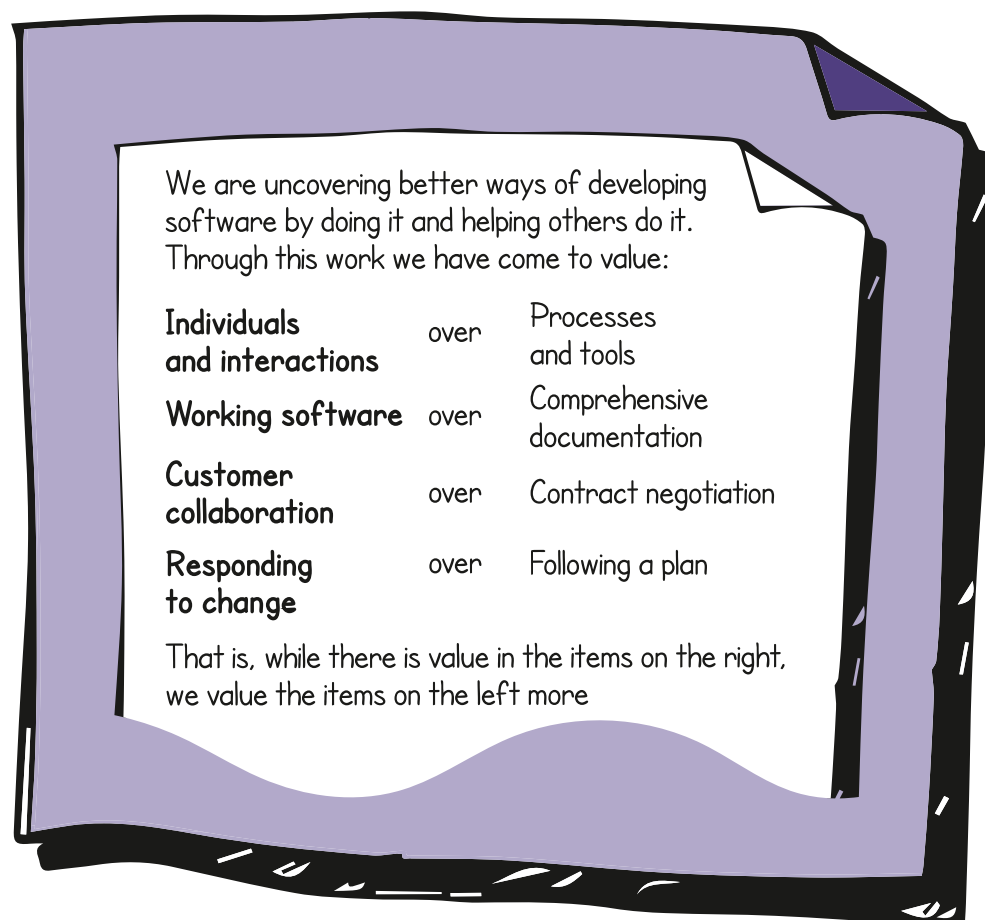 We are uncovering better ways of developing
software by doing it and helping others do it.
Through this work we have come to value:
Individuals
and interactions
over
Processes
and tools
Working software
over
Comprehensive
documentation
Customer
collaboration
over
Contract negotiation
Responding
to change
over
Following a plan
That is, while there is value in the items on the right,
we value the items on the left more